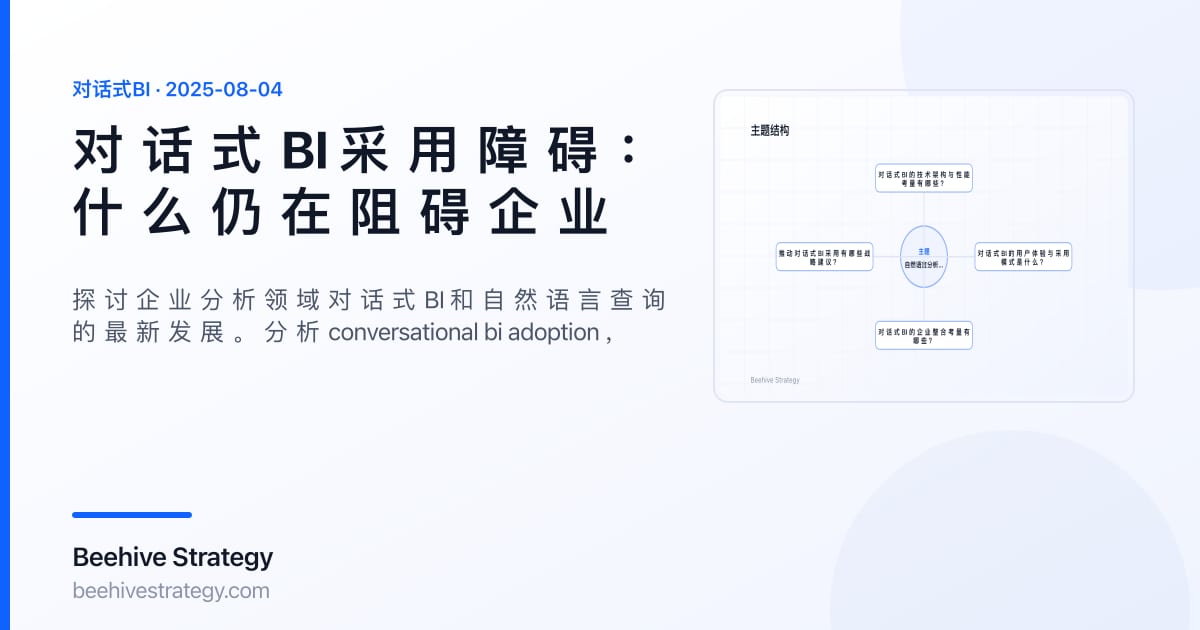 对话式BI · 2025-08-04
对话式BI采用障碍：
什么仍在阻碍企业
探讨企业分析领域对话式BI和自然语言查询
的最新发展。分析 conversational bi adoption，
主题结构
对话式BI的技术架构与性能
考量有哪些？
推动对话式BI采用有哪些战
略建议？
主题
自然语言分析...
对话式BI的用户体验与采用
模式是什么？
对话式BI的企业整合考量有
哪些？
Beehive Strategy
Beehive Strategy
beehivestrategy.com